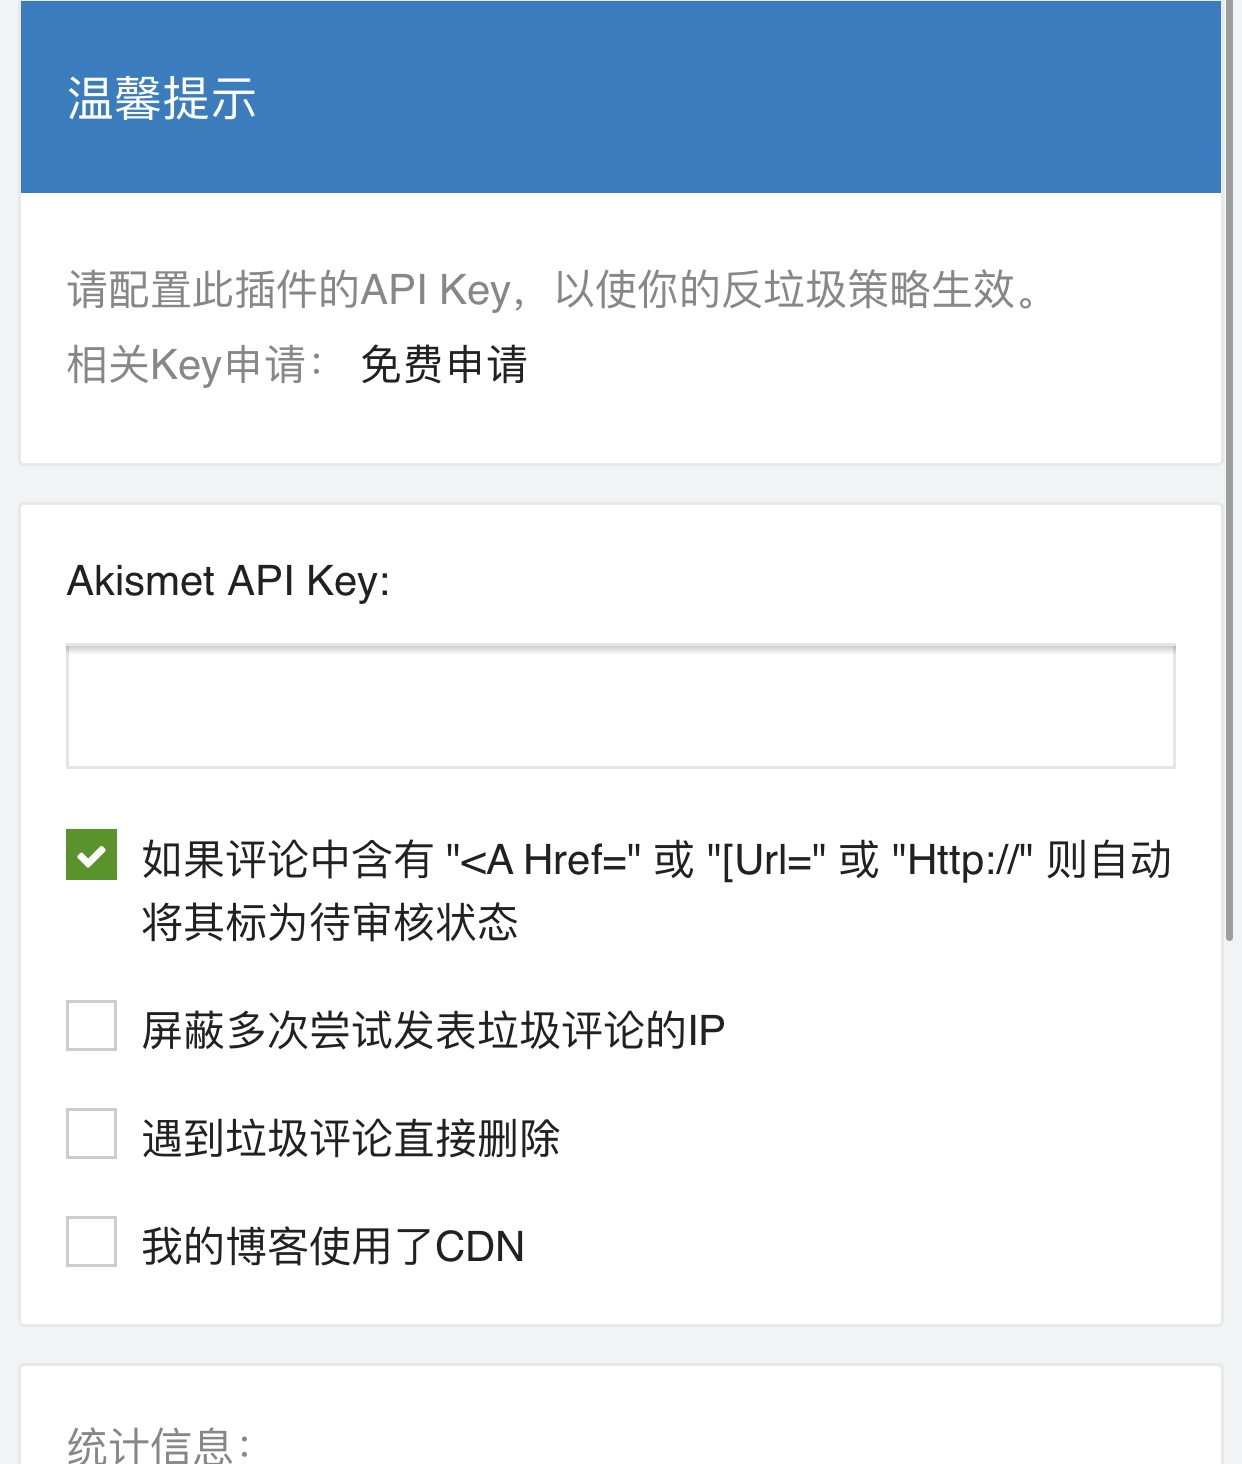 温馨提示
请配置此插件的API Key，以使你的反垃圾策略生效。
相关Key申请： 免费申请
Akismet API Key:
如果评论中含有 "<A Href=" 或 "[Url=" 或 "Http://" 则自动
将其标为待审核状态
屏蔽多次尝试发表垃圾评论的IP
遇到垃圾评论直接删除
我的博客使用了CDN
统计信息：